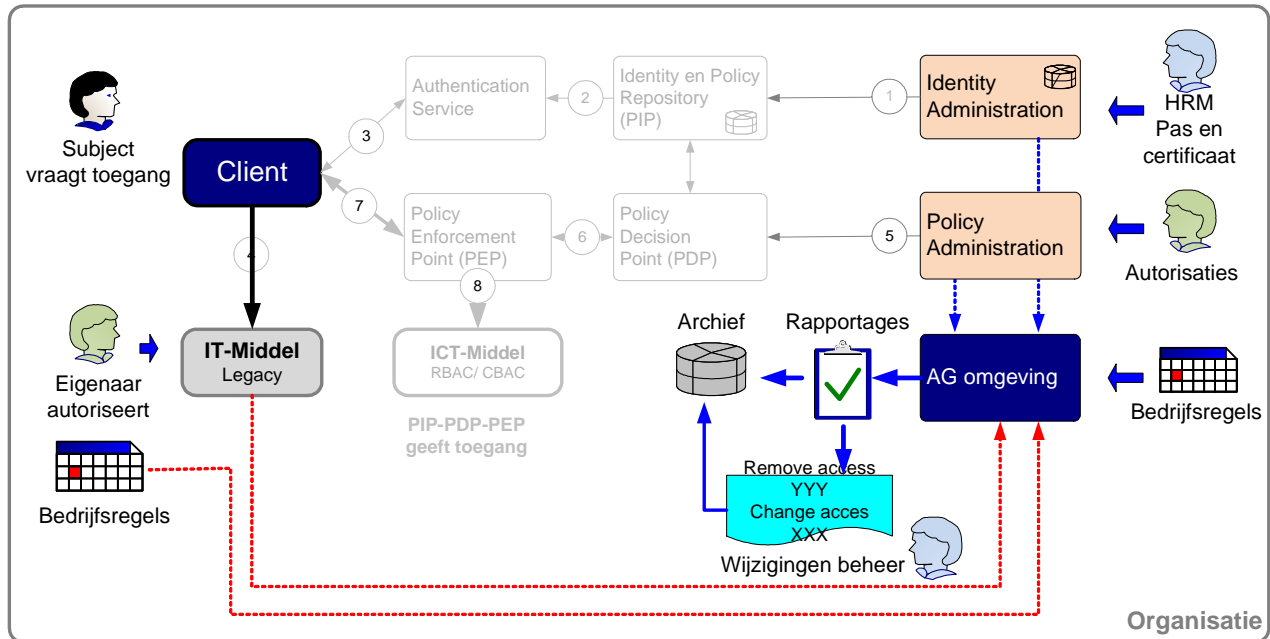 Subject
vraagt toegang
Client
Authentication
Service
2
Identity en Policy
Repository
(PIP)
1
Identity
Administration
HRM
Pas en
certificaat
3
7
4
Policy
Enforcement
Point (PEP)
6
Policy
Decision
Point (PDP)
5
Policy
Administration
Autorisaties
8
Eigenaar
autoriseert
IT-Middel
Legacy
ICT-Middel
RBAC/ CBAC
PIP-PDP-PEP
geeft toegang
Archief
Rapportages
AG omgeving
Bedrijfsregels
Bedrijfsregels
Remove access
YYY
Change acces
XXX
Wijzigingen beheer
Organisatie